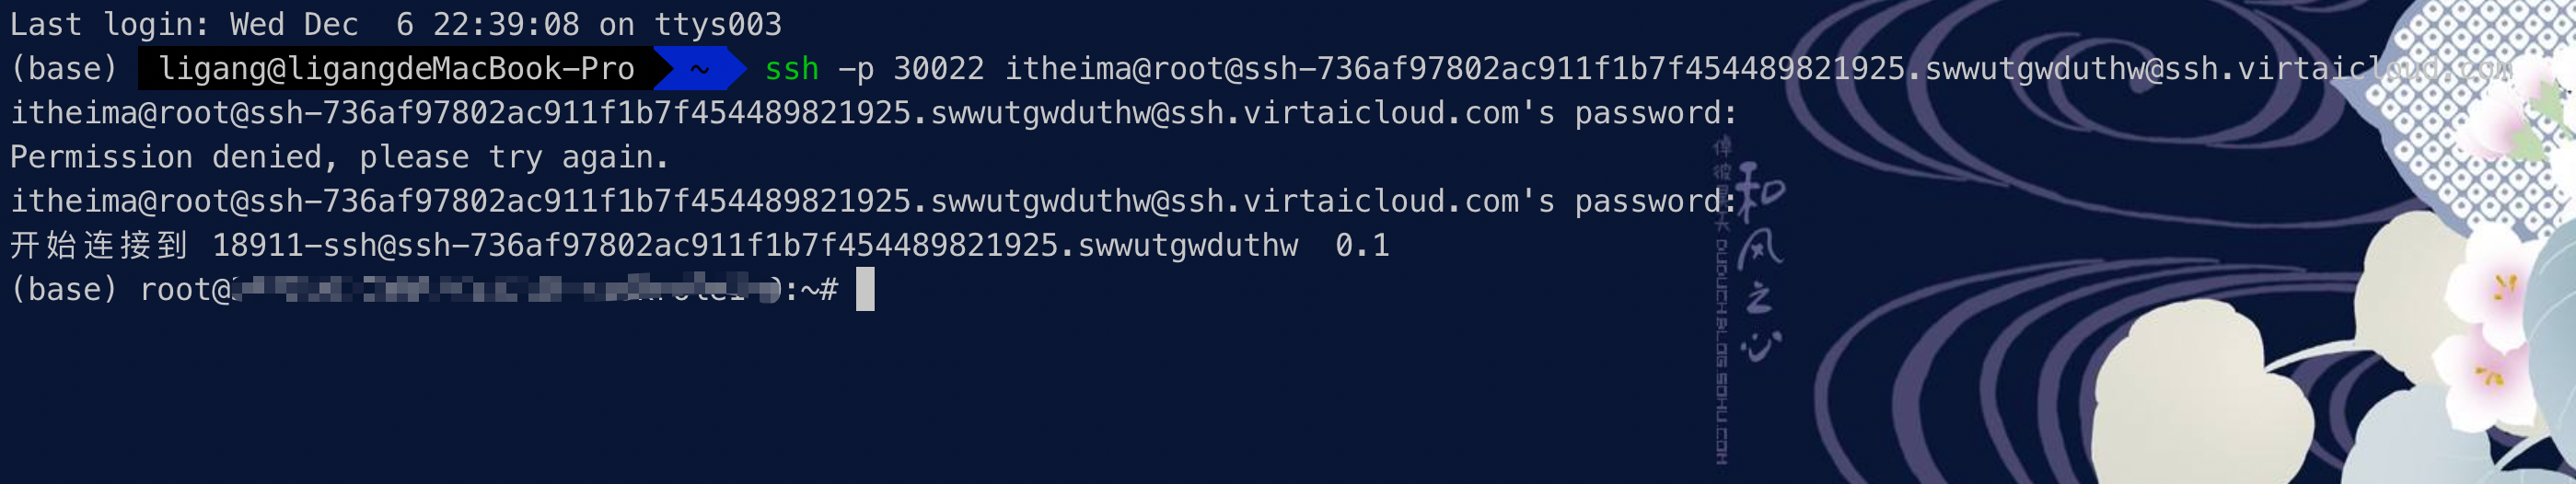 Last login: Wed Dec  6 22:39:08 on ttys003
(base) ligang@ligangdeMacBook-Pro ~ ssh -p 30022 itheima@root@ssh-736af97802ac911f1b7f454489821925.swwutgwduthw@ssh.virtaicloud.com
itheima@root@ssh-736af97802ac911f1b7f454489821925.swwutgwduthw@ssh.virtaicloud.com's password:
Permission denied, please try again.
itheima@root@ssh-736af97802ac911f1b7f454489821925.swwutgwduthw@ssh.virtaicloud.com's password:
开始连接到 18911-ssh@ssh-736af97802ac911f1b7f454489821925.swwutgwduthw  0.1
(base) root@ :~#
和风之心